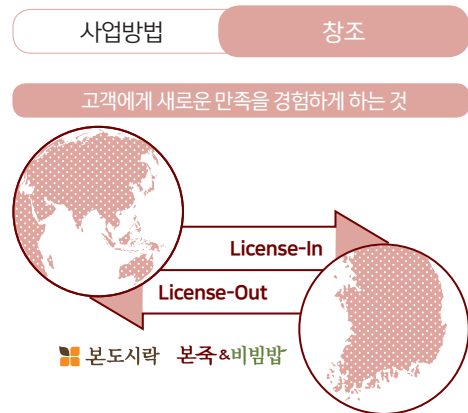 사업방법
창조
고객에게 새로운 만족을 경험하게 하는 것
License-In
License-Out
본도시락 본죽&비빔밥